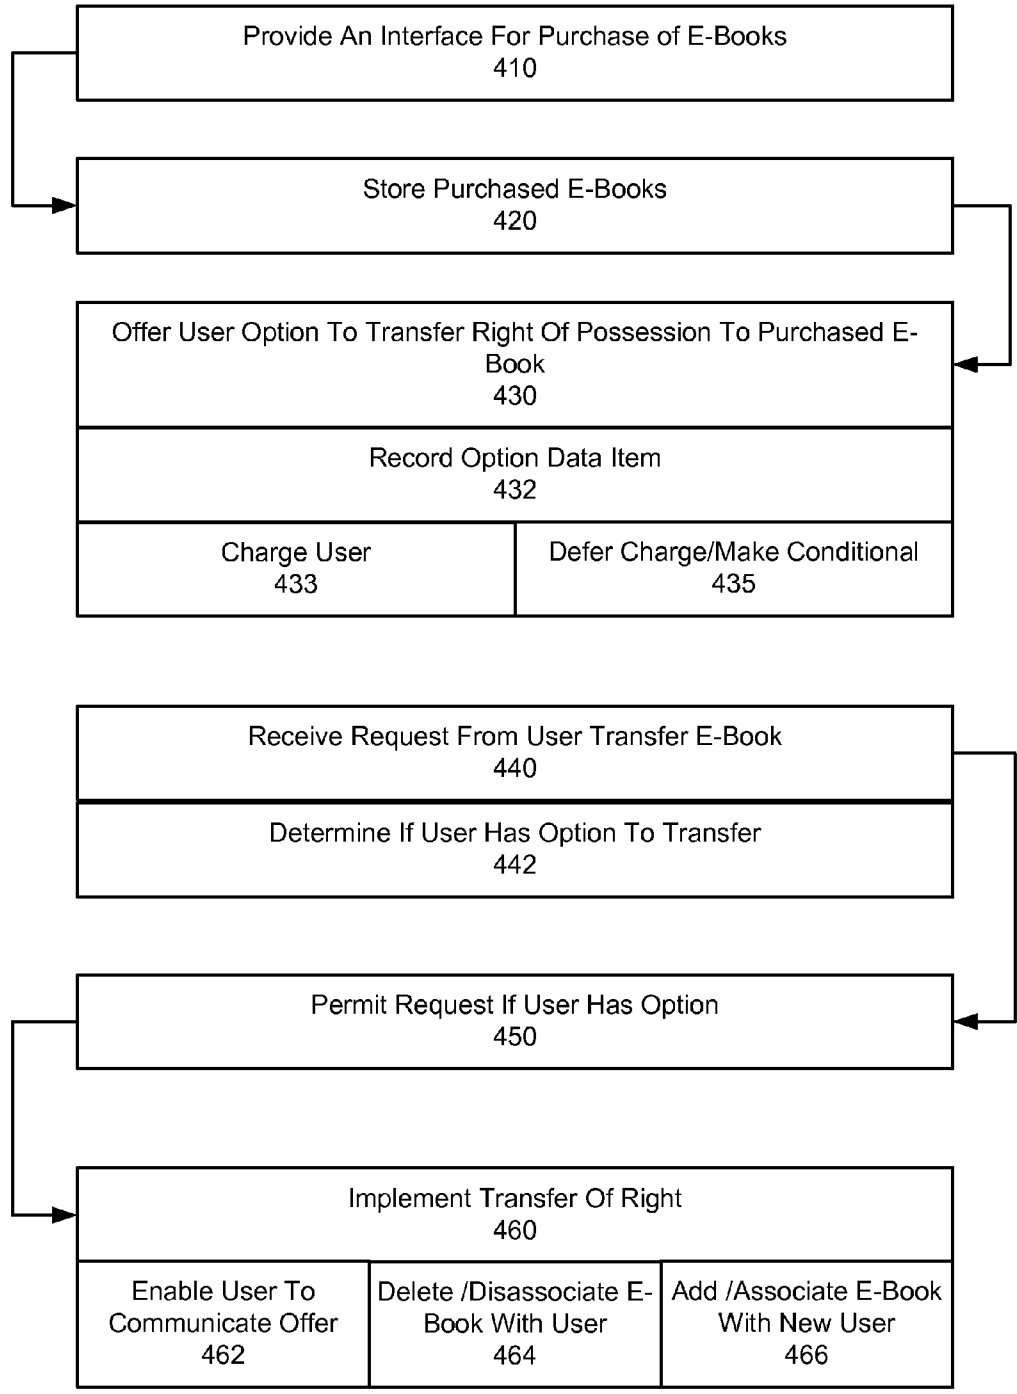 Provide An Interface For Purchase of E-Books
410
Store Purchased E-Books
420
Offer User Option To Transfer Right Of Possession To Purchased E-
Book
430
Record Option Data Item
432
Charge User
433
Defer Charge/Make Conditional
435
Receive Request From User Transfer E-Book
440
Determine If User Has Option To Transfer
442
Permit Request If User Has Option
450
Implement Transfer Of Right
460
Enable User To
Communicate Offer
462
Delete /Disassociate E-
Book With User
464
Add /Associate E-Book
With New User
466